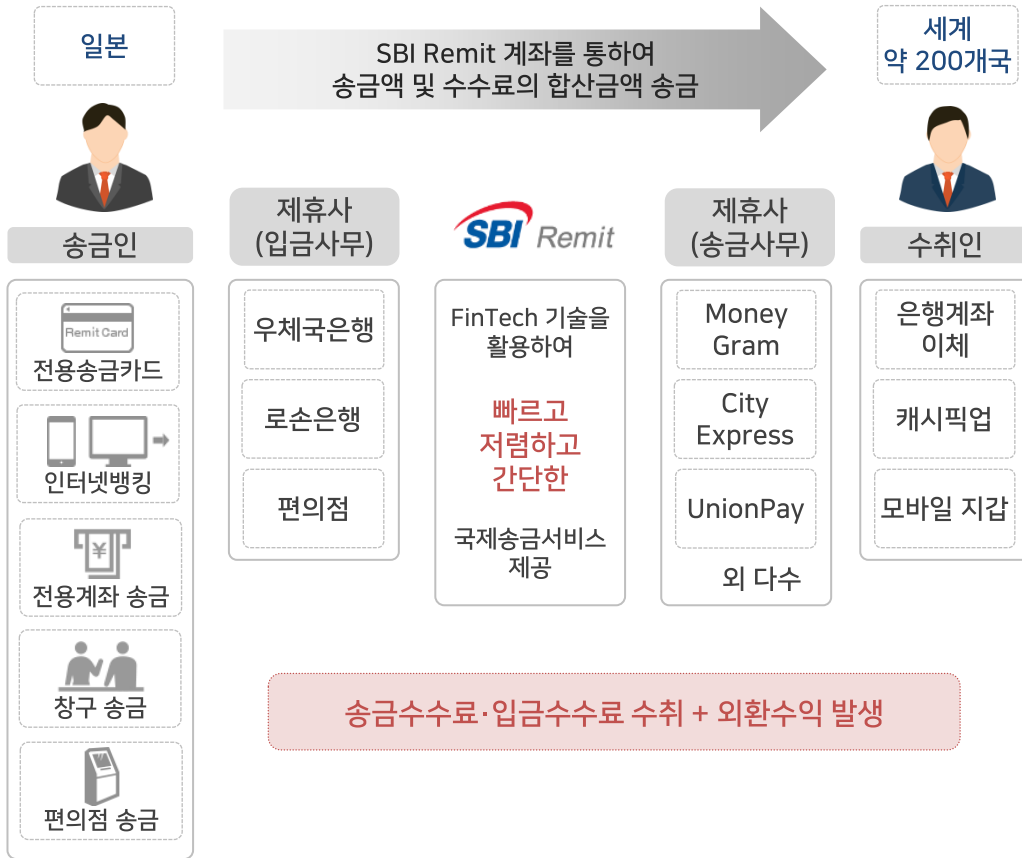 일본
SBI Remit 계좌를 통하여
송금액 및 수수료의 합산금액 송금
세계
약 200개국
송금인
제휴사
(입금사무)
SBI Remit
제휴사
(송금사무)
수취인
Remit Card
전용송금카드
인터넷뱅킹
¥
전용계좌 송금
창구 송금
편의점 송금
우체국은행
로손은행
편의점
FinTech 기술을
활용하여
빠르고
저렴하고
간단한
국제송금서비스
제공
Money
Gram
City
Express
UnionPay
외 다수
은행계좌
이체
캐시픽업
모바일 지갑
송금수수료·입금수수료 수취 + 외환수익 발생